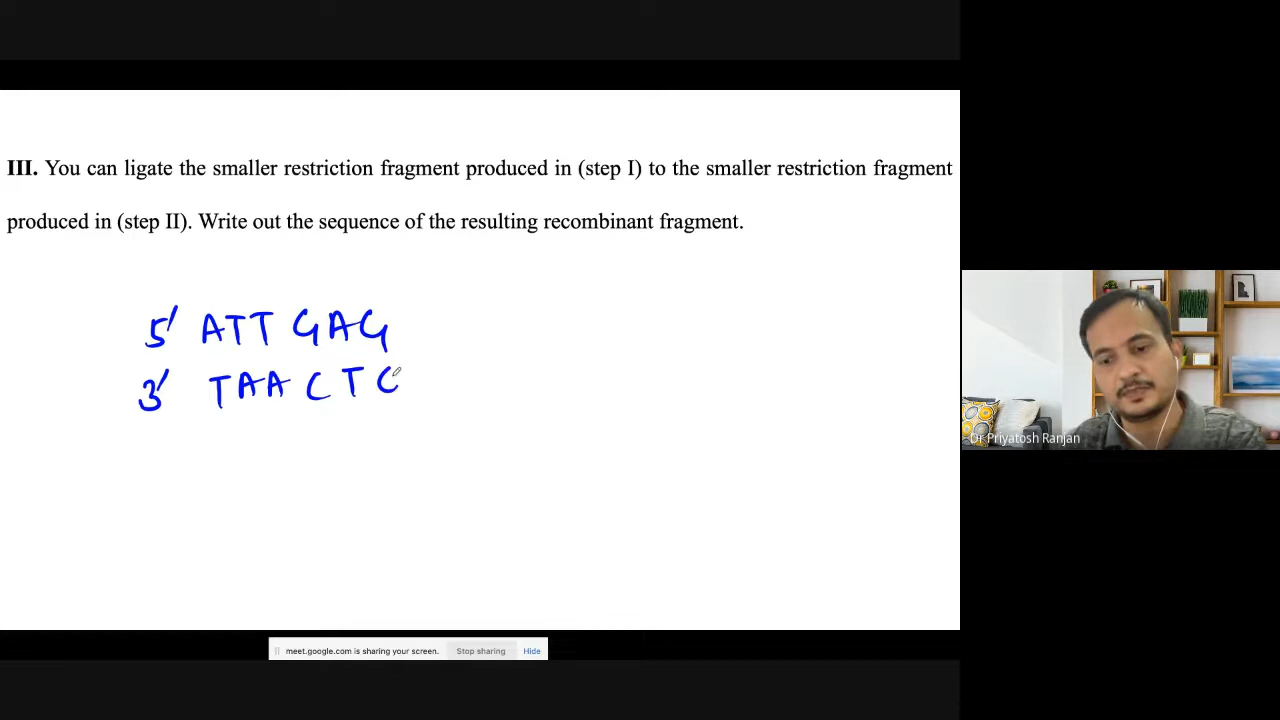 III. You can ligate the smaller restriction fragment produced in (step I) to the smaller restriction fragment
produced in (step II). Write out the sequence of the resulting recombinant fragment.
5' ATT GAG
3' TAA C T C
Dr Priyatosh Ranjan
meet.google.com is sharing your screen. Stop sharing Hide